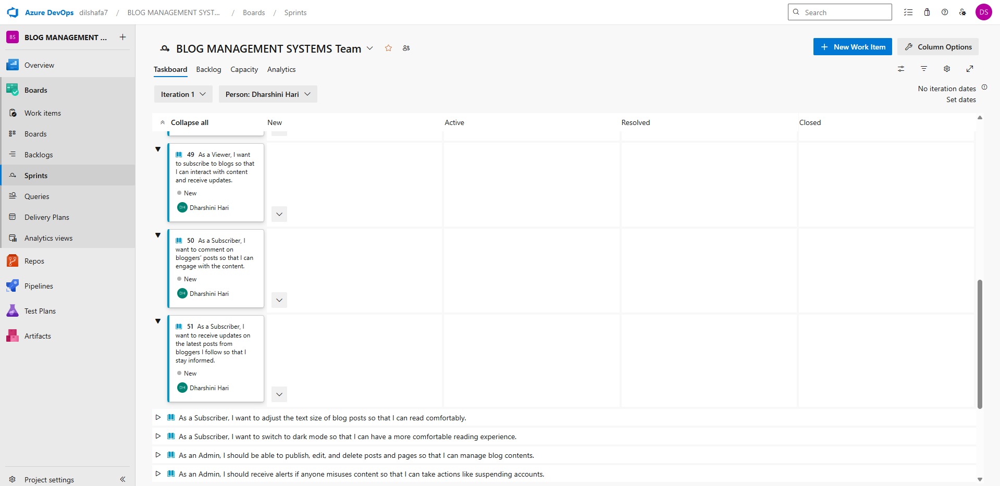 Azure DevOps dilshafa7 / BLOG MANAGEMENT SYST... / Boards / Sprints
Search
DS
BS BLOG MANAGEMENT ...
Overview
Boards
Work items
Boards
Backlogs
Sprints
Queries
Delivery Plans
Analytics views
Repos
Pipelines
Test Plans
Artifacts
Project settings
BLOG MANAGEMENT SYSTEMS Team
New Work Item
Column Options
Taskboard Backlog Capacity Analytics
Iteration 1
Person: Dharshini Hari
No iteration dates
Set dates
Collapse all New Active Resolved Closed
49 As a Viewer, I want
to subscribe to blogs so that
I can interact with content
and receive updates.
New
DH Dharshini Hari
50 As a Subscriber, I
want to comment on
bloggers’ posts so that I can
engage with the content.
New
DH Dharshini Hari
51 As a Subscriber, I
want to receive updates on
the latest posts from
bloggers I follow so that I
stay informed.
New
DH Dharshini Hari
As a Subscriber, I want to adjust the text size of blog posts so that I can read comfortably.
As a Subscriber, I want to switch to dark mode so that I can have a more comfortable reading experience.
As an Admin, I should be able to publish, edit, and delete posts and pages so that I can manage blog contents.
As an Admin, I should receive alerts if anyone misuses content so that I can take actions like suspending accounts.